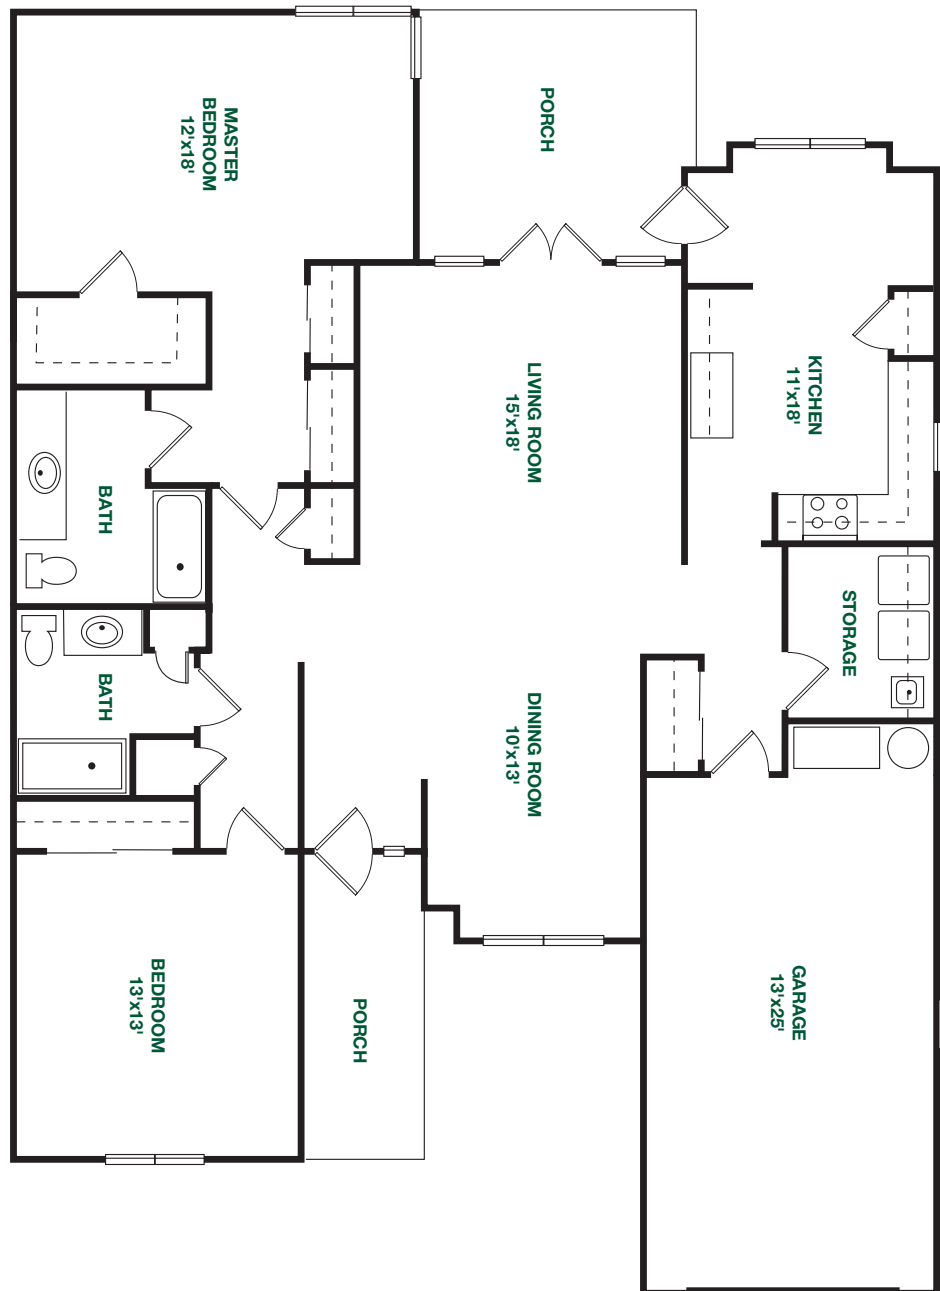 MASTER
BEDROOM
12'x18'
PORCH
LIVING ROOM
15'x18'
KITCHEN
11'x18'
BATH
STORAGE
BATH
DINING ROOM
10'x13'
BEDROOM
13'x13'
PORCH
GARAGE
13'x25'